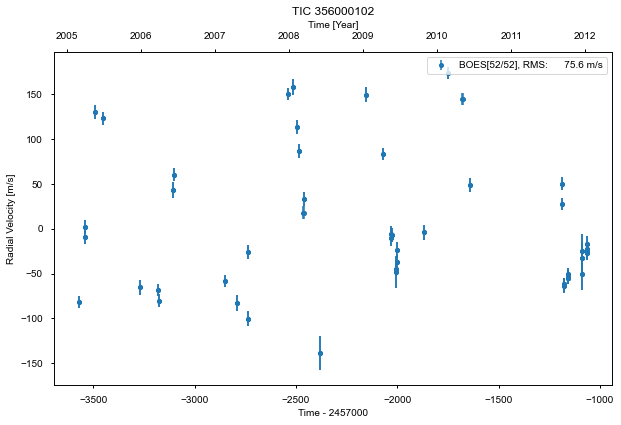 TIC 356000102
Time [Year]
2005 2006 2007 2008 2009 2010 2011 2012
BOES[52/52], RMS: 75.6 m/s
Radial Velocity [m/s]
150
100
50
0
−50
−100
−150
−3500 −3000 −2500 −2000 −1500 −1000
Time - 2457000